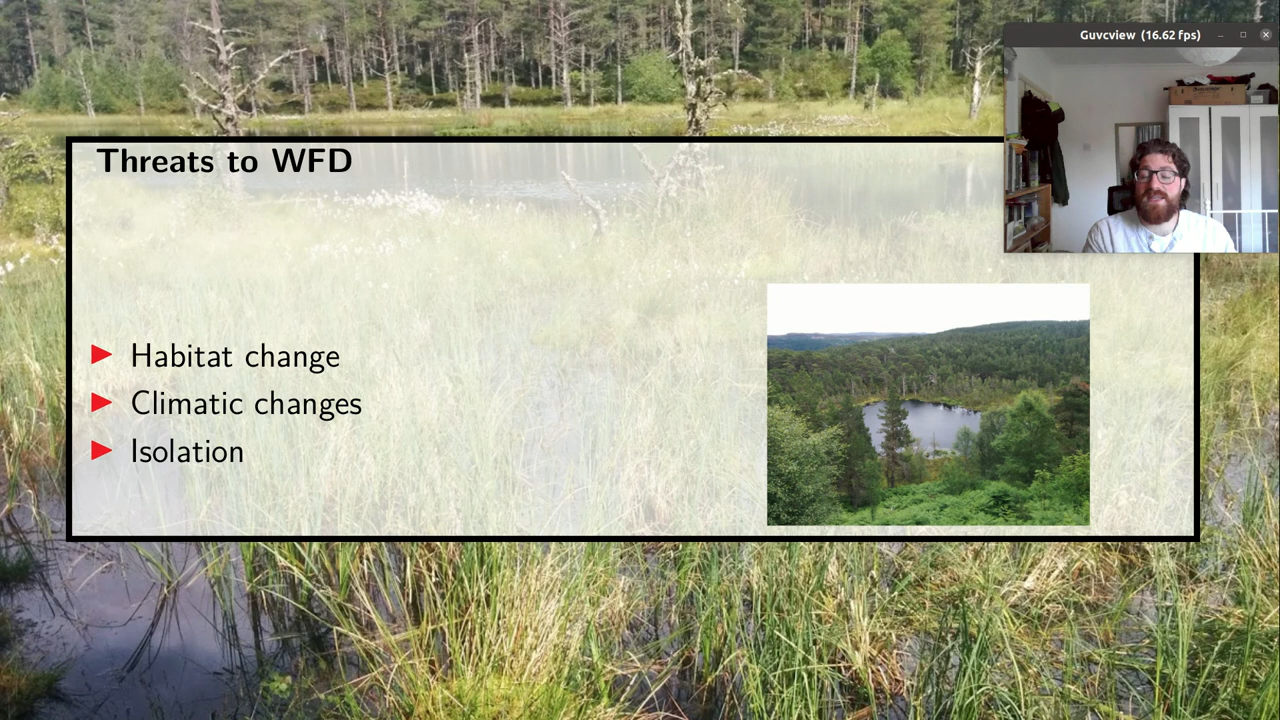 Guvcview (16.62 fps)
Threats to WFD
Habitat change
Climatic changes
Isolation